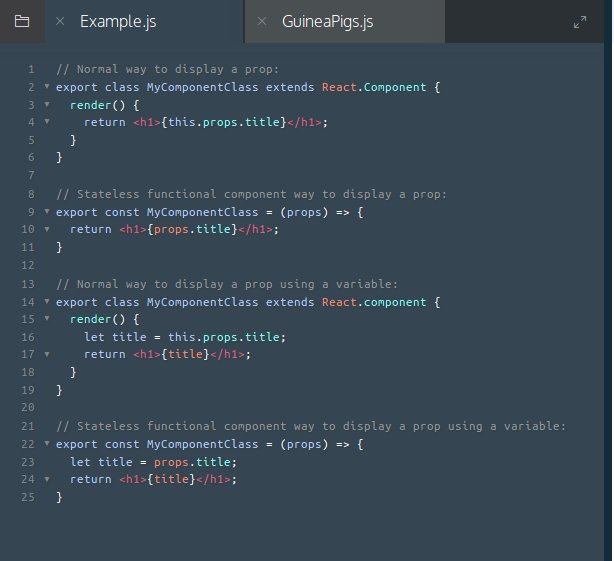 Example.js
GuineaPigs.js
1 // Normal way to display a prop:
2 export class MyComponentClass extends React.Component {
3   render() {
4     return <h1>{this.props.title}</h1>;
5   }
6 }
7
8 // Stateless functional component way to display a prop:
9 export const MyComponentClass = (props) => {
10   return <h1>{props.title}</h1>;
11 }
12
13 // Normal way to display a prop using a variable:
14 export class MyComponentClass extends React.component {
15   render() {
16     let title = this.props.title;
17     return <h1>{title}</h1>;
18   }
19 }
20
21 // Stateless functional component way to display a prop using a variable:
22 export const MyComponentClass = (props) => {
23   let title = props.title;
24   return <h1>{title}</h1>;
25 }